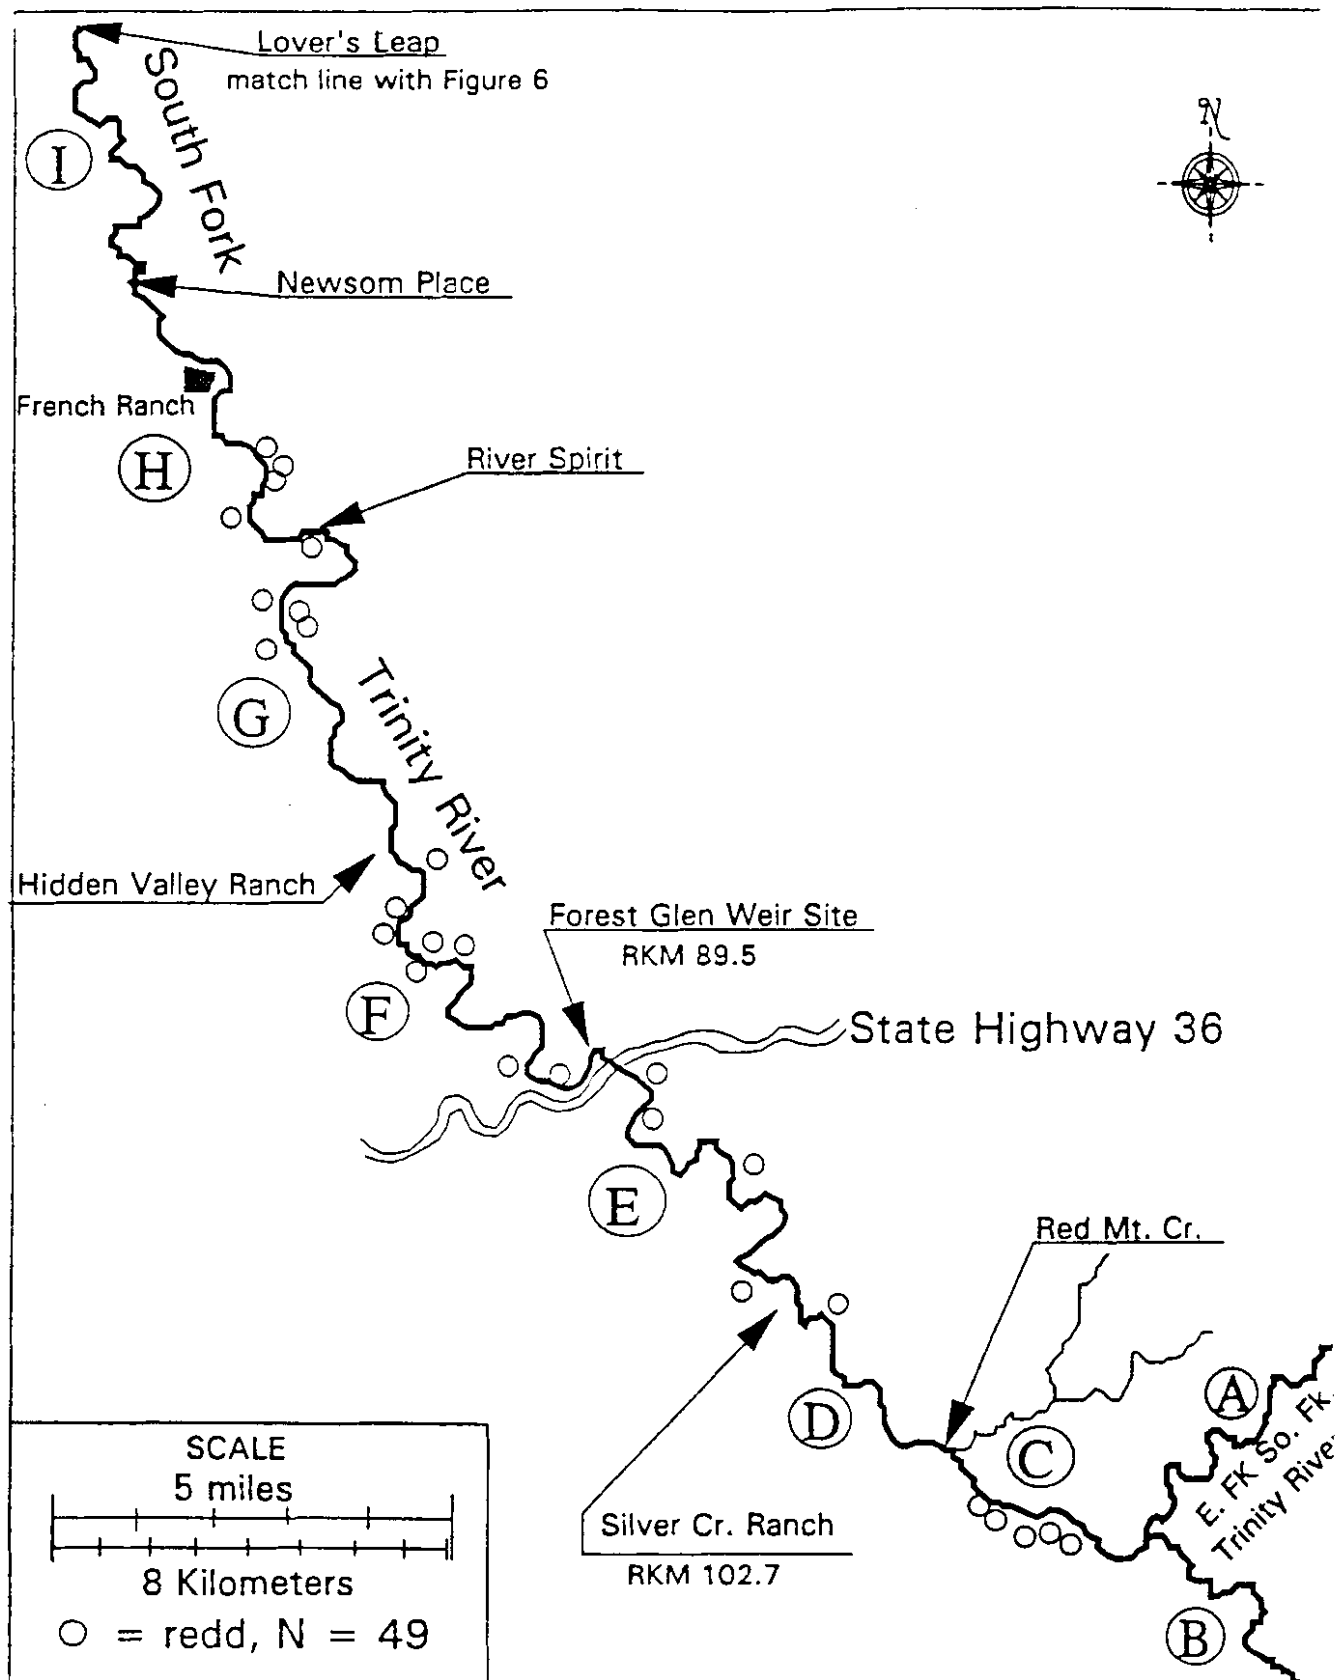 Lover's Leap
match line with Figure 6
South Fork
N
I
Newsom Place
French Ranch
H
River Spirit
G
Trinity River
Hidden Valley Ranch
Forest Glen Weir Site
RKM 89.5
F
State Highway 36
E
Red Mt. Cr.
A
D
C
E. FK So. Fk.
Trinity River
SCALE
5 miles
8 Kilometers
= redd, N = 49
Silver Cr. Ranch
RKM 102.7
B